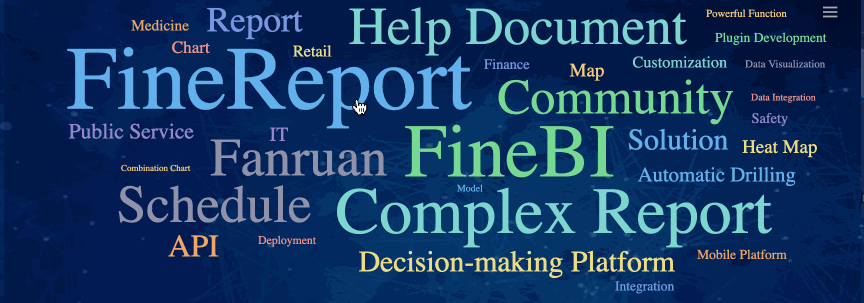 Medicine
Report
Help Document
Powerful Function
Chart
Retail
Plugin Development
FineReport
Finance
Map
Customization
Data Visualization
Community
Data Integration
Public Service
IT
Safety
Fanruan
FineBI
Solution
Heat Map
Combination Chart
Automatic Drilling
Schedule
Model
Complex Report
API
Deployment
Decision-making Platform
Mobile Platform
Integration